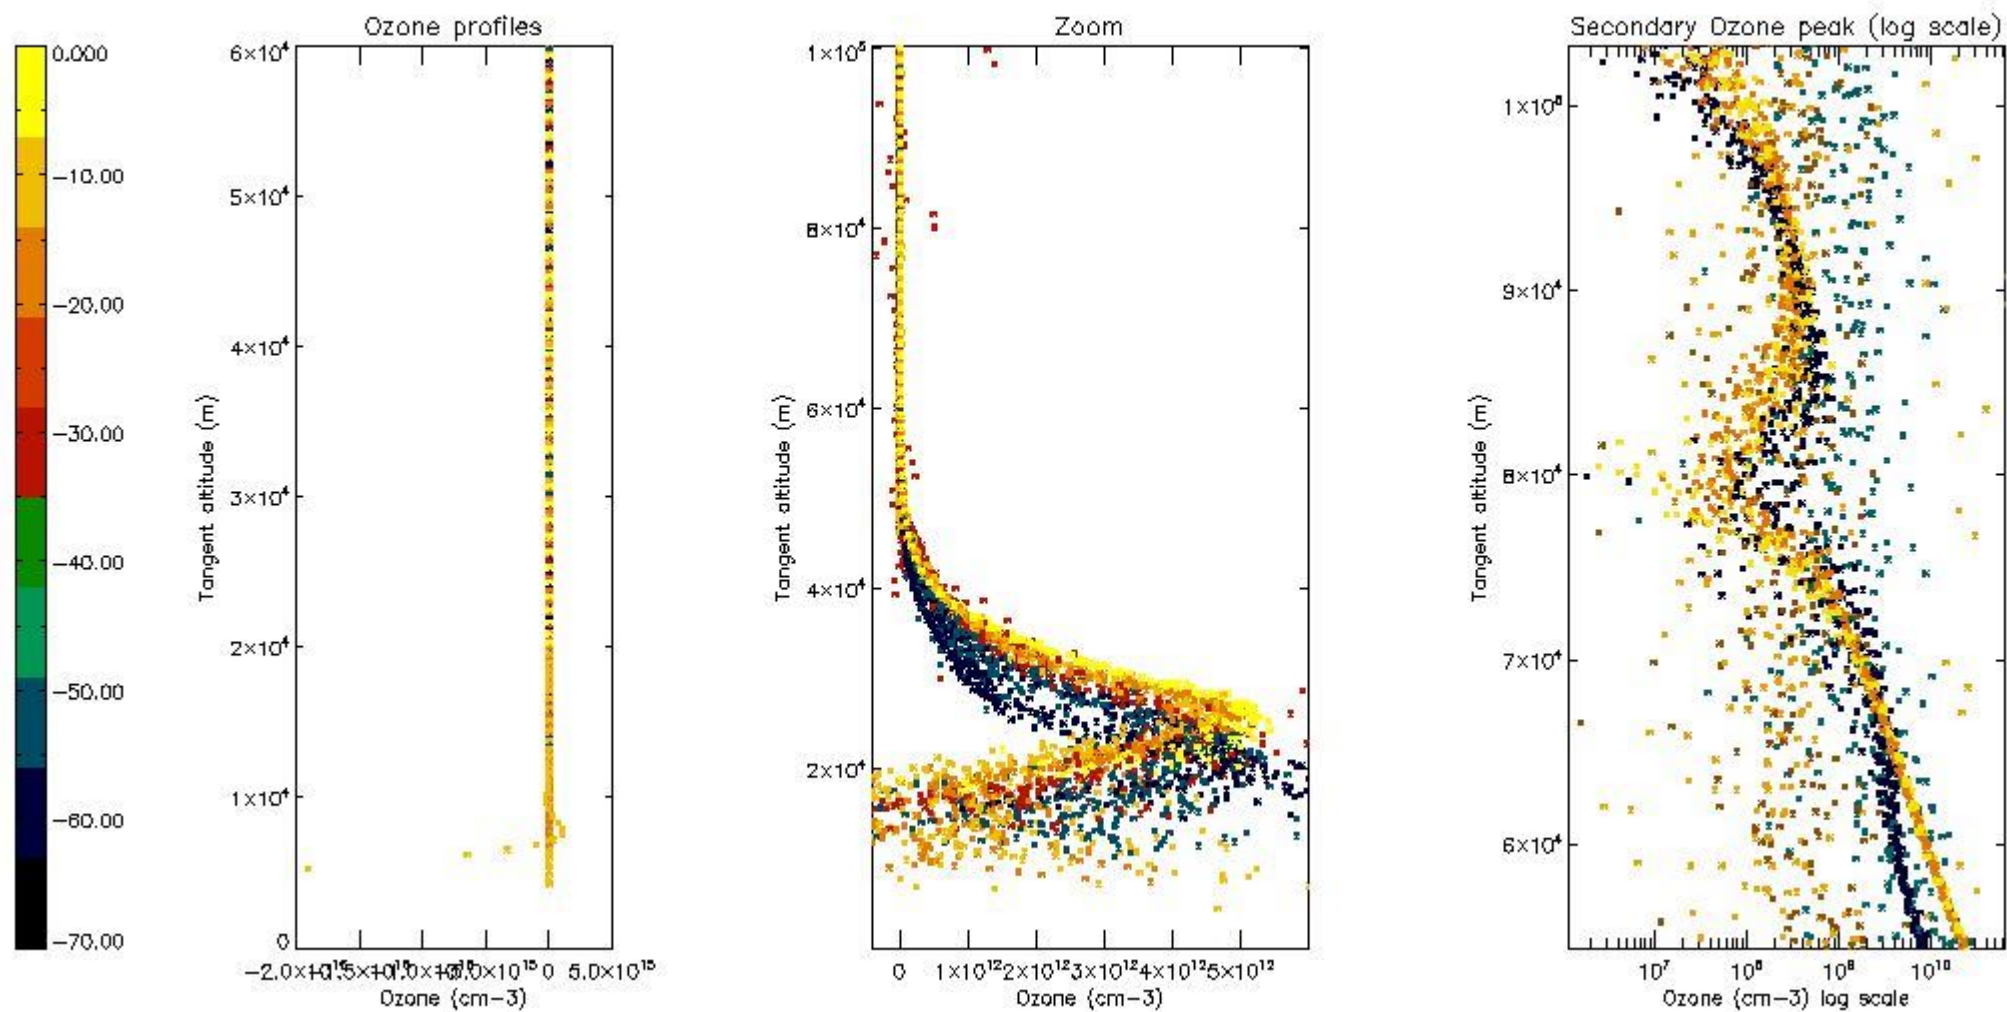 Ozone profiles
Zoom
Secondary Ozone peak (log scale)
0.000
−10.00
−20.00
−30.00
−40.00
−50.00
−60.00
−70.00
Tangent altitude (m)
6×10⁴
5×10⁴
4×10⁴
3×10⁴
2×10⁴
1×10⁴
0
0
5.0×10¹⁵
Ozone (cm−3)
Tangent altitude (m)
1×10⁵
8×10⁴
6×10⁴
4×10⁴
2×10⁴
0 1×10¹² 2×10¹² 3×10¹² 4×10¹² 5×10¹²
Ozone (cm−3)
Tangent altitude (m)
9×10⁴
8×10⁴
7×10⁴
6×10⁴
10⁷ 10¹⁰
Ozone (cm−3) log scale